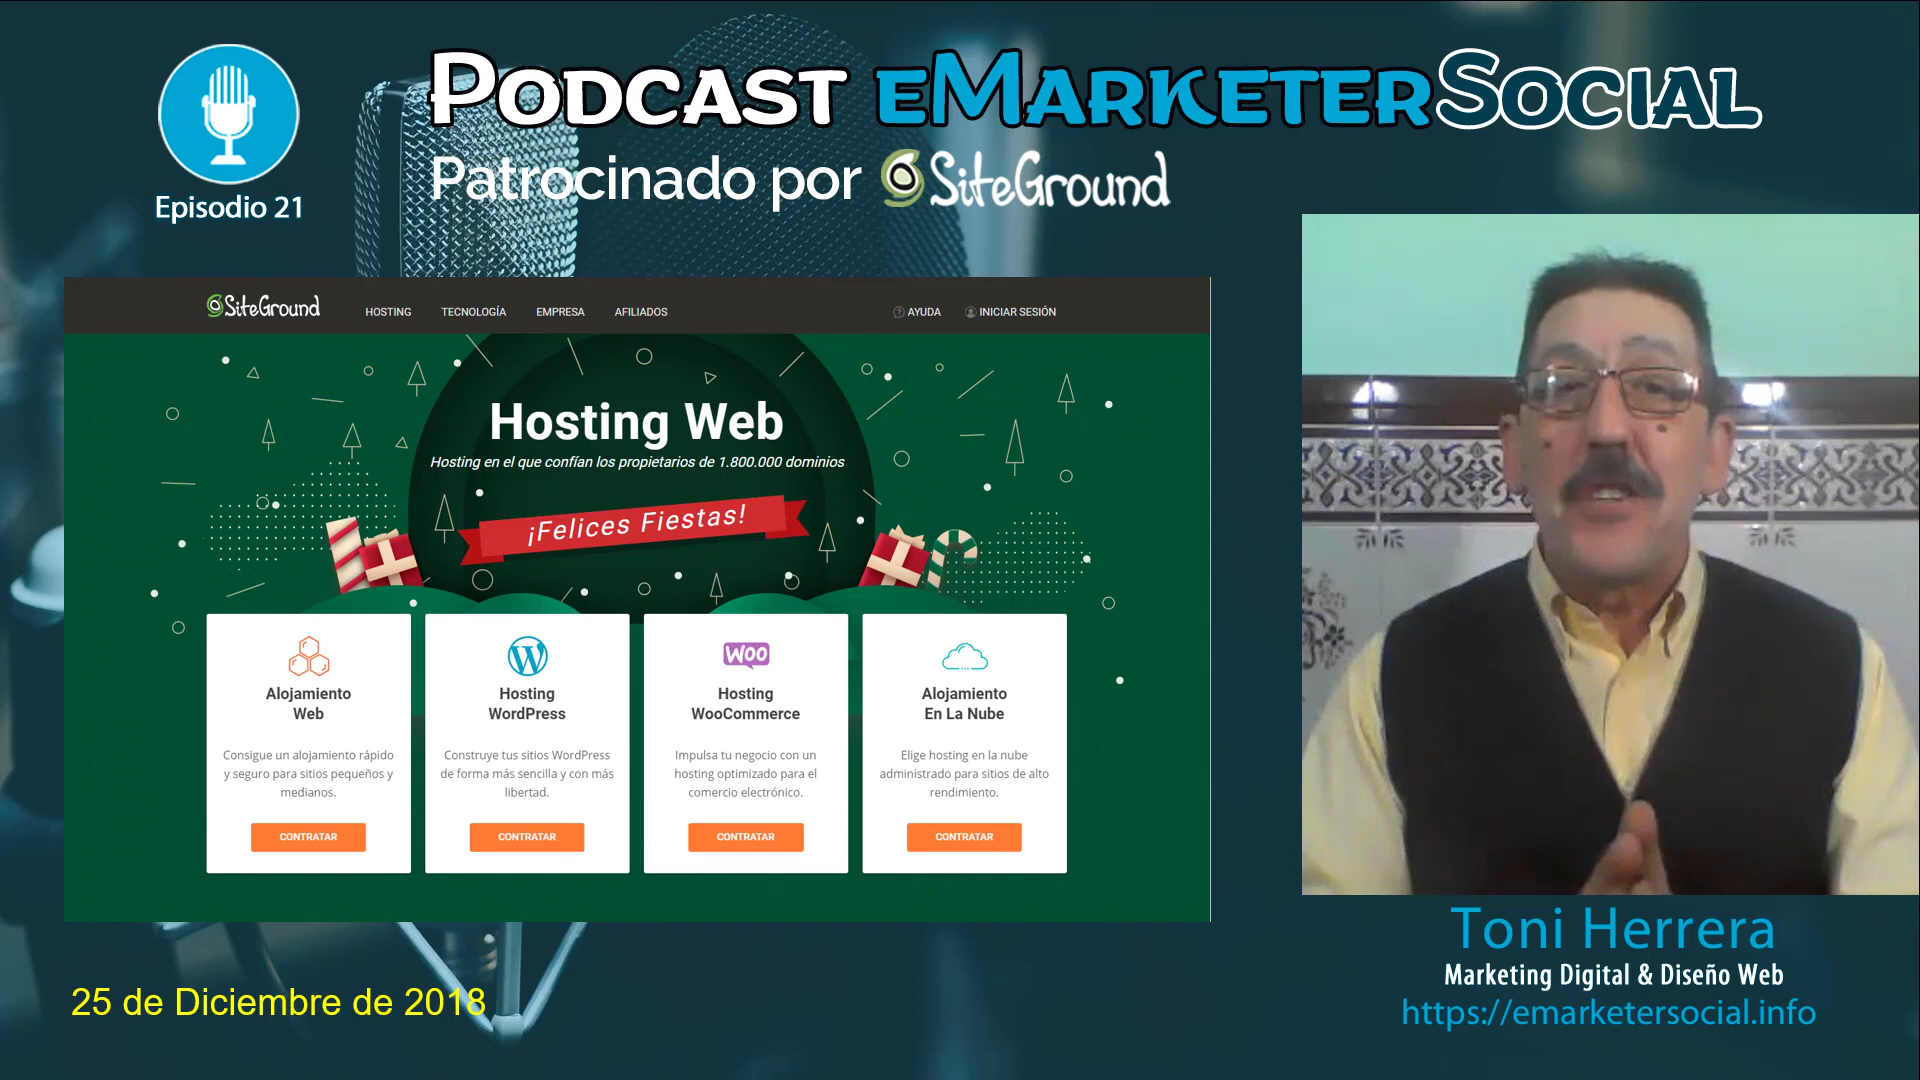 PODCAST eMARKETERSOCIAL
Patrocinado por SiteGround
Episodio 21
SiteGround HOSTING TECNOLOGÍA EMPRESA AFILIADOS AYUDA INICIAR SESIÓN
Hosting Web
Hosting en el que confían los propietarios de 1.800.000 dominios
¡Felices Fiestas!
Alojamiento
Web
Consigue un alojamiento rápido
y seguro para sitios pequeños y
medianos.
CONTRATAR
Hosting
WordPress
Construye tus sitios WordPress
de forma más sencilla y con más
libertad.
CONTRATAR
WOO
Hosting
WooCommerce
Impulsa tu negocio con un
hosting optimizado para el
comercio electrónico.
CONTRATAR
Alojamiento
En La Nube
Elige hosting en la nube
administrado para sitios de alto
rendimiento.
CONTRATAR
Toni Herrera
Marketing Digital & Diseño Web
https://emarketersocial.info
25 de Diciembre de 2018